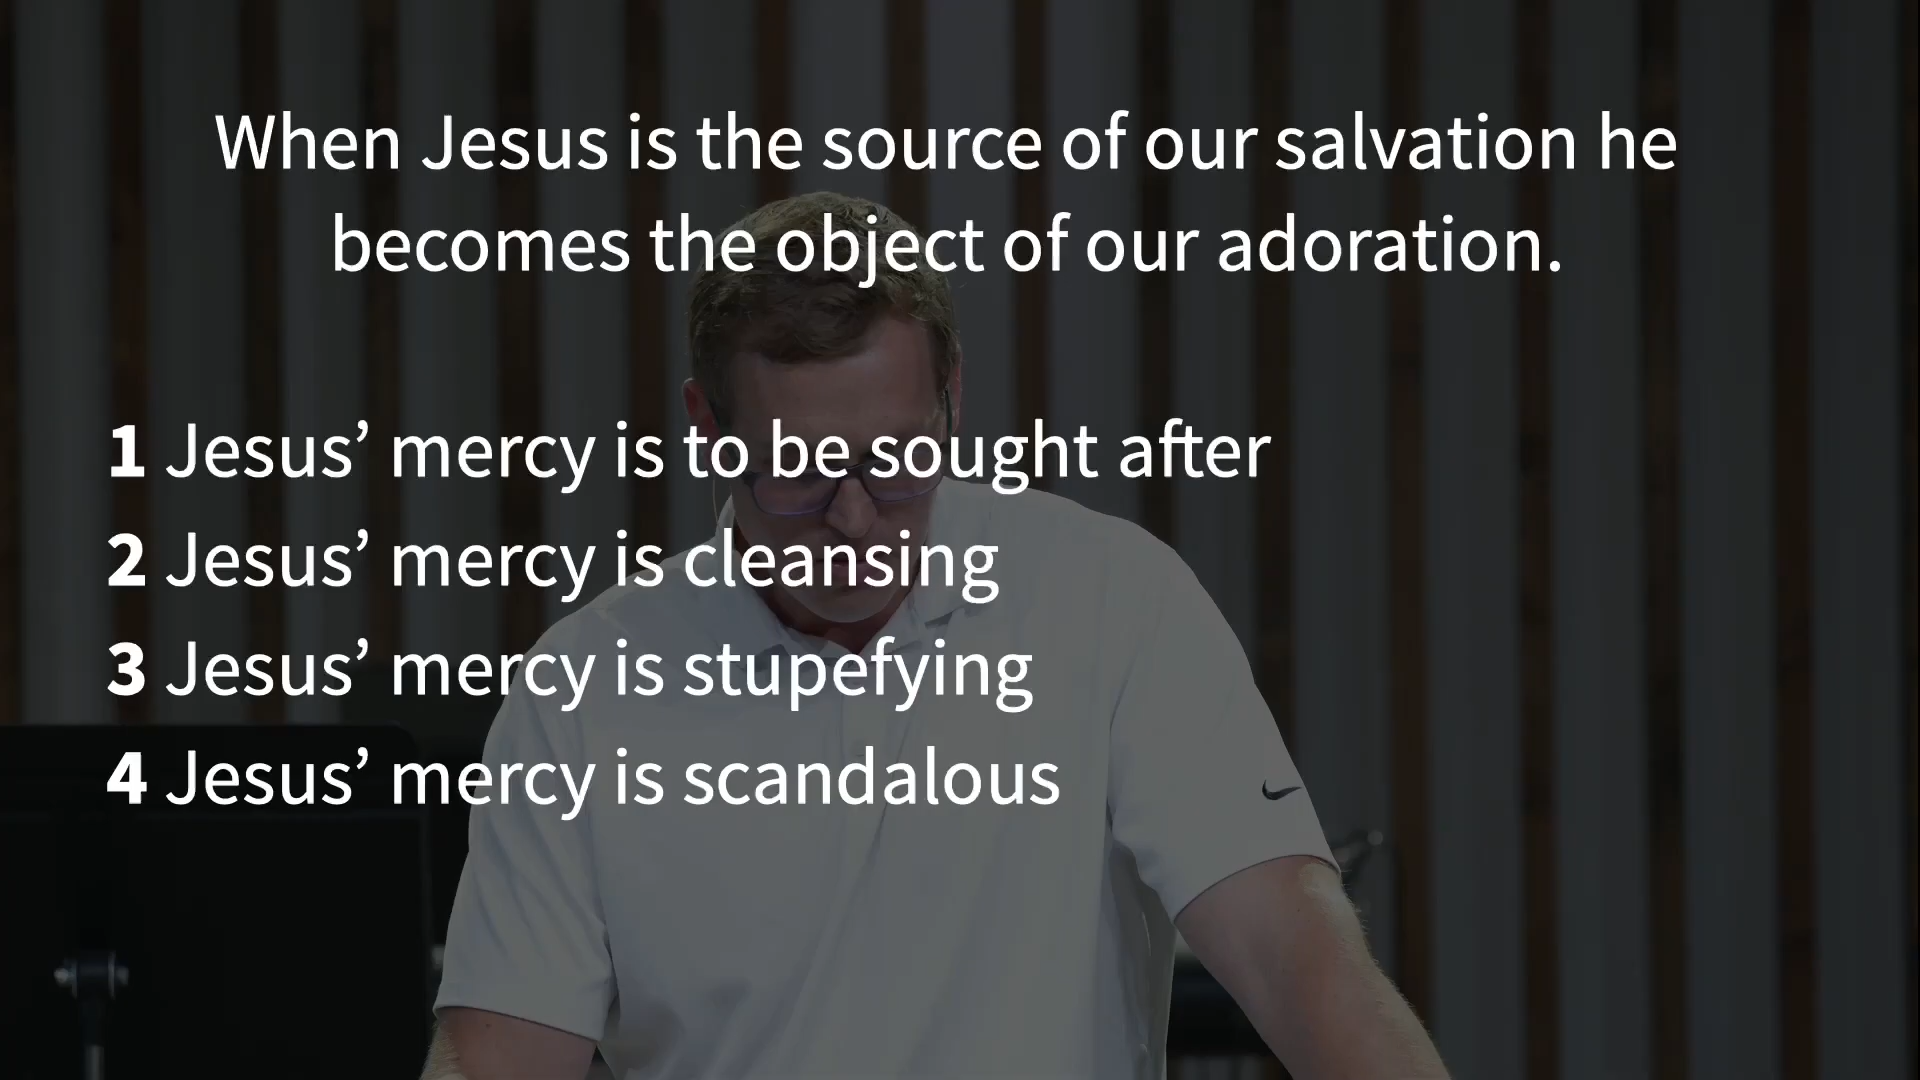 When Jesus is the source of our salvation he
becomes the object of our adoration.
1 Jesus’ mercy is to be sought after
2 Jesus’ mercy is cleansing
3 Jesus’ mercy is stupefying
4 Jesus’ mercy is scandalous